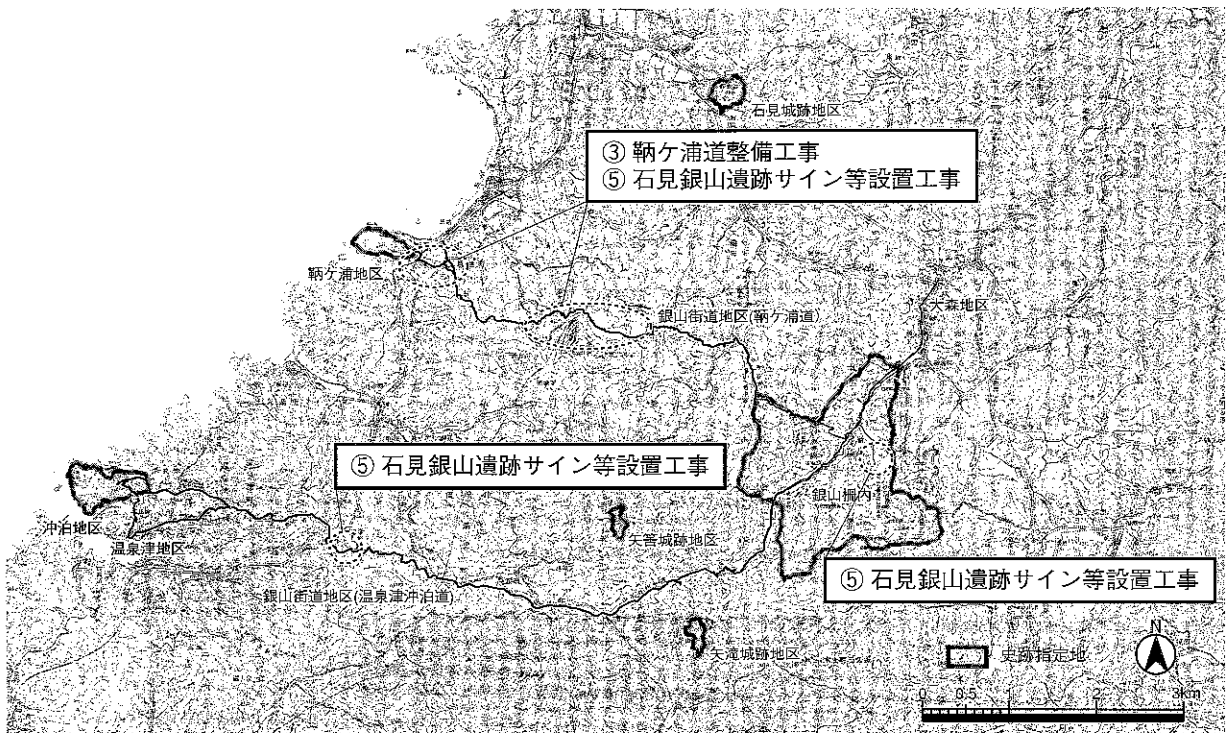 石見城跡地区
③ 鞆ケ浦道整備工事
⑤ 石見銀山遺跡サイン等設置工事
鞆ケ浦地区
銀山街道地区(鞆ケ浦道)
大森地区
⑤ 石見銀山遺跡サイン等設置工事
銀山柵内
沖泊地区
温泉津地区
矢筈城跡地区
⑤ 石見銀山遺跡サイン等設置工事
銀山街道地区(温泉津沖泊道)
矢滝城跡地区
史跡指定地
N
0 0.5 1 2 3km